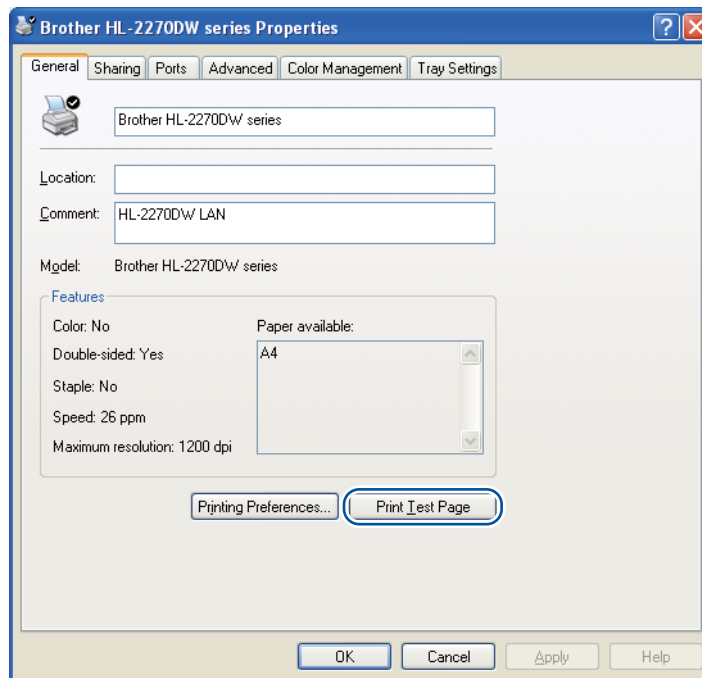 Brother HL-2270DW series Properties
General Sharing Ports Advanced Color Management Tray Settings
Brother HL-2270DW series
Location:
Comment: HL-2270DW LAN
Model: Brother HL-2270DW series
Features
Color: No Paper available:
Double-sided: Yes A4
Staple: No
Speed: 26 ppm
Maximum resolution: 1200 dpi
Printing Preferences... Print Test Page
OK Cancel Apply Help